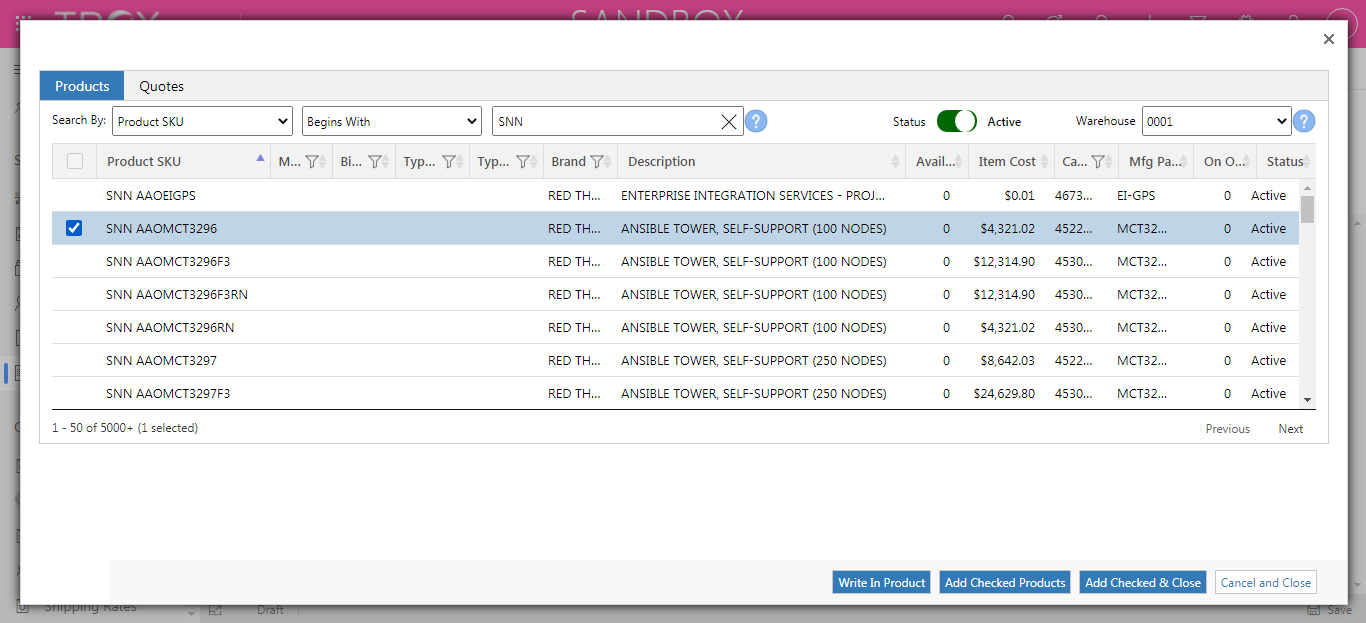 SANDBOX
Products Quotes
Search By: Product SKU Begins With SNN ? Status Active Warehouse 0001 ?
Product SKU M... Bi... Typ... Typ... Brand Description Avail... Item Cost Ca... Mfg Pa... On O... Status
SNN AAOEIGPS RED TH... ENTERPRISE INTEGRATION SERVICES - PROJ... 0 $0.01 4673... EI-GPS 0 Active
SNN AAOMCT3296 RED TH... ANSIBLE TOWER, SELF-SUPPORT (100 NODES) 0 $4,321.02 4522... MCT32... 0 Active
SNN AAOMCT3296F3 RED TH... ANSIBLE TOWER, SELF-SUPPORT (100 NODES) 0 $12,314.90 4530... MCT32... 0 Active
SNN AAOMCT3296F3RN RED TH... ANSIBLE TOWER, SELF-SUPPORT (100 NODES) 0 $12,314.90 4530... MCT32... 0 Active
SNN AAOMCT3296RN RED TH... ANSIBLE TOWER, SELF-SUPPORT (100 NODES) 0 $4,321.02 4530... MCT32... 0 Active
SNN AAOMCT3297 RED TH... ANSIBLE TOWER, SELF-SUPPORT (250 NODES) 0 $8,642.03 4522... MCT32... 0 Active
SNN AAOMCT3297F3 RED TH... ANSIBLE TOWER, SELF-SUPPORT (250 NODES) 0 $24,629.80 4530... MCT32... 0 Active
1 - 50 of 5000+ (1 selected) Previous Next
Write In Product Add Checked Products Add Checked & Close Cancel and Close
Shipping Rates Draft Save